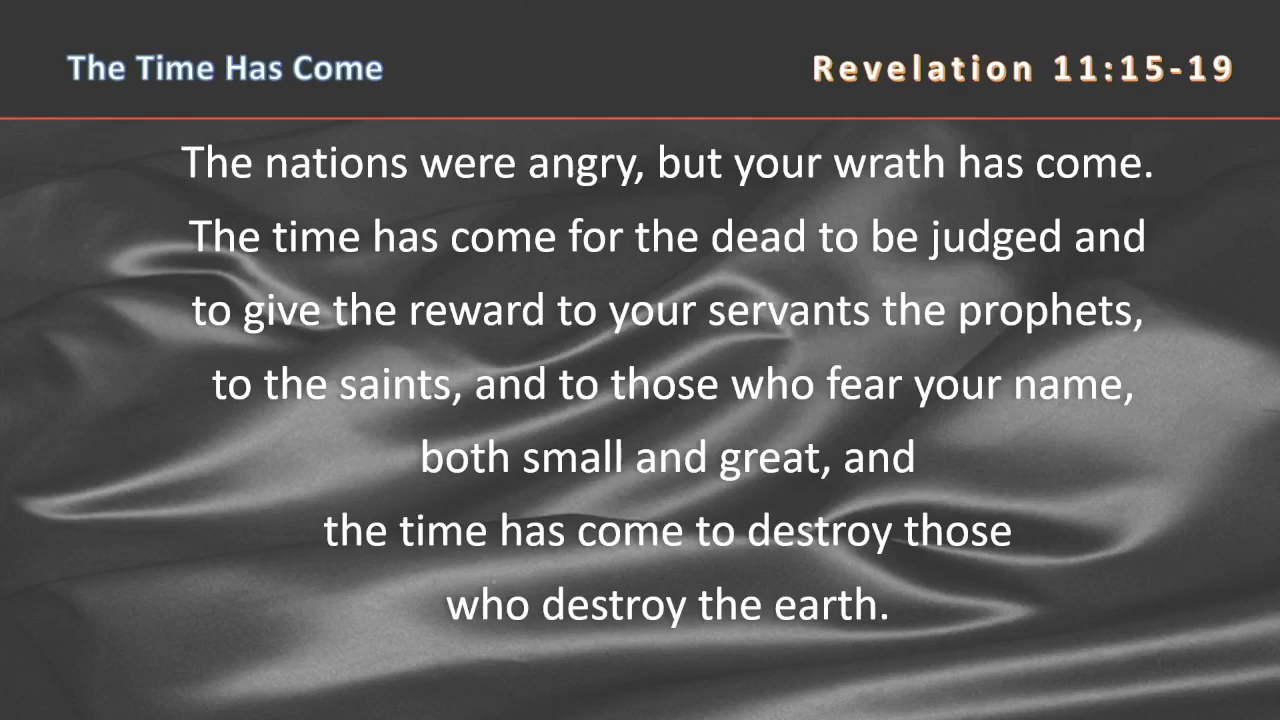 The Time Has Come
Revelation 11:15-19
The nations were angry, but your wrath has come.
The time has come for the dead to be judged and
to give the reward to your servants the prophets,
to the saints, and to those who fear your name,
both small and great, and
the time has come to destroy those
who destroy the earth.